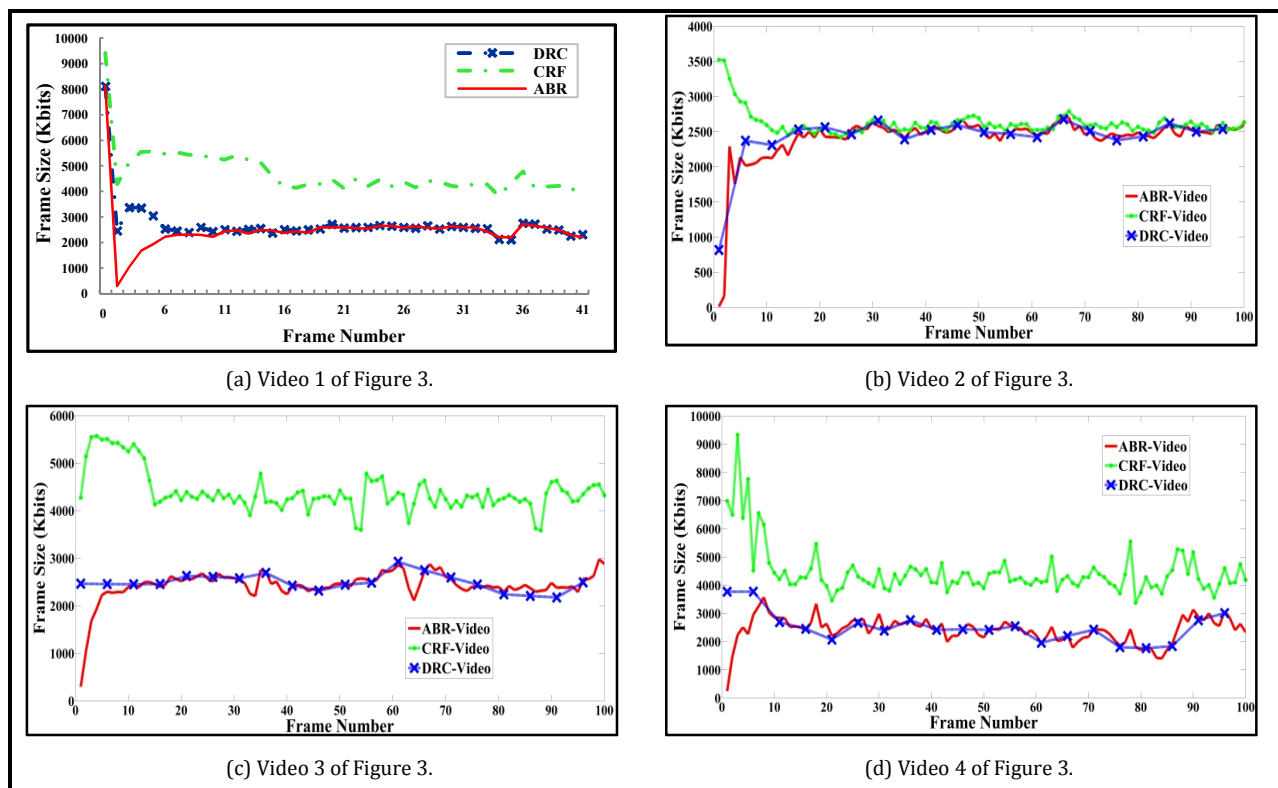 10000
9000
8000
7000
6000
5000
4000
3000
2000
1000
0
Frame Size (Kbits)
DRC
CRF
ABR
0 6 11 16 21 26 31 36 41
Frame Number
(a) Video 1 of Figure 3.
4000
3500
3000
2500
2000
1500
1000
500
0
Frame Size (Kbits)
ABR-Video
CRF-Video
DRC-Video
0 10 20 30 40 50 60 70 80 90 100
Frame Number
(b) Video 2 of Figure 3.
6000
5000
4000
3000
2000
1000
0
Frame Size (Kbits)
ABR-Video
CRF-Video
DRC-Video
0 10 20 30 40 50 60 70 80 90 100
Frame Number
(c) Video 3 of Figure 3.
10000
9000
8000
7000
6000
5000
4000
3000
2000
1000
0
Frame Size (Kbits)
ABR-Video
CRF-Video
DRC-Video
0 10 20 30 40 50 60 70 80 90 100
Frame Number
(d) Video 4 of Figure 3.